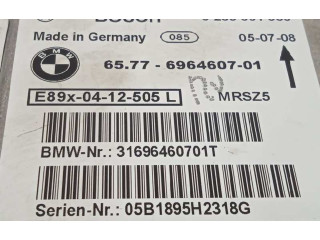 Made in Germany 085 05-07-08
BMW 65.77 - 6964607-01
E89x-04-12-505 L MRSZ5
BMW-Nr.: 31696460701T
Serien-Nr.: 05B1895H2318G